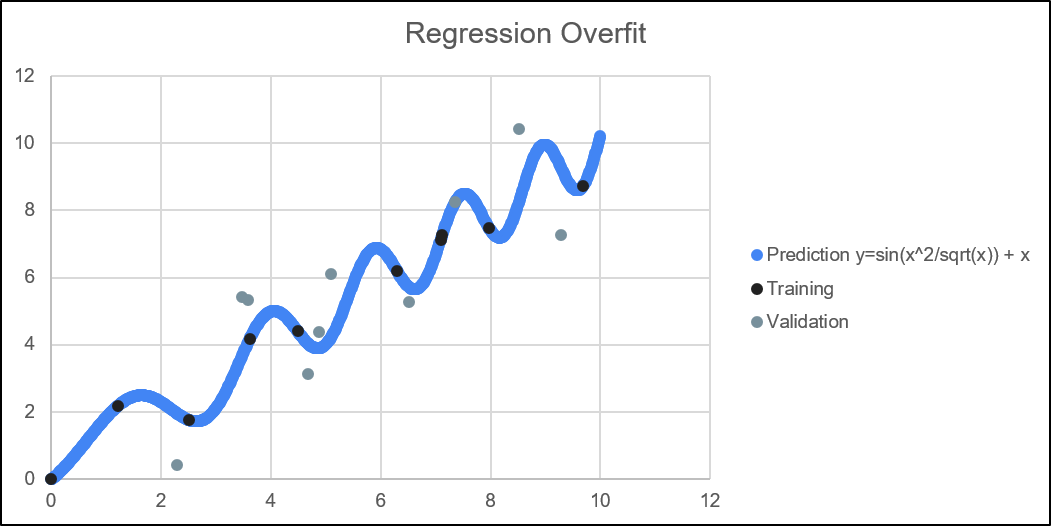 Regression Overfit
12
10
8
6
4
2
0
0 2 4 6 8 10 12
Prediction y=sin(x^2/sqrt(x)) + x
Training
Validation